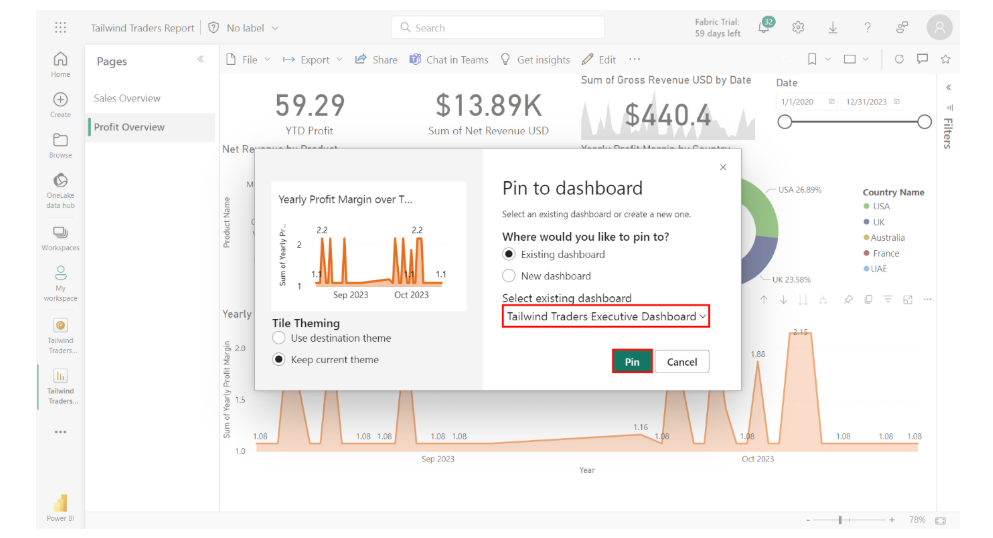 Tailwind Traders Report
No label
Search
Fabric Trial:
59 days left
32
Home
Create
Browse
OneLake
data hub
Workspaces
My
workspace
Tailwind
Traders...
Tailwind
Traders...
Power BI
Pages
Sales Overview
Profit Overview
File
Export
Share
Chat in Teams
Get insights
Edit
59.29
YTD Profit
$13.89K
Sum of Net Revenue USD
Sum of Gross Revenue USD by Date
$440.4
Date
1/1/2020
12/31/2023
Filters
Product Name
USA 26.89%
UK 23.58%
Country Name
USA
UK
Australia
France
UAE
Yearly Profit Margin over T...
Sum of Yearly Pr..
2
1
2.2
2.2
1.1
1.1
1.1
Sep 2023
Oct 2023
Tile Theming
Use destination theme
Keep current theme
Pin to dashboard
Select an existing dashboard or create a new one.
Where would you like to pin to?
Existing dashboard
New dashboard
Select existing dashboard
Tailwind Traders Executive Dashboard
Pin
Cancel
Yearly
Sum of Yearly Profit Margin
2.0
1.5
1.0
1.08
1.08
1.08
1.08
1.08
1.16
1.08
1.88
1.08
2.15
1.08
1.08
1.08
Sep 2023
Oct 2023
Year
-
+
78%